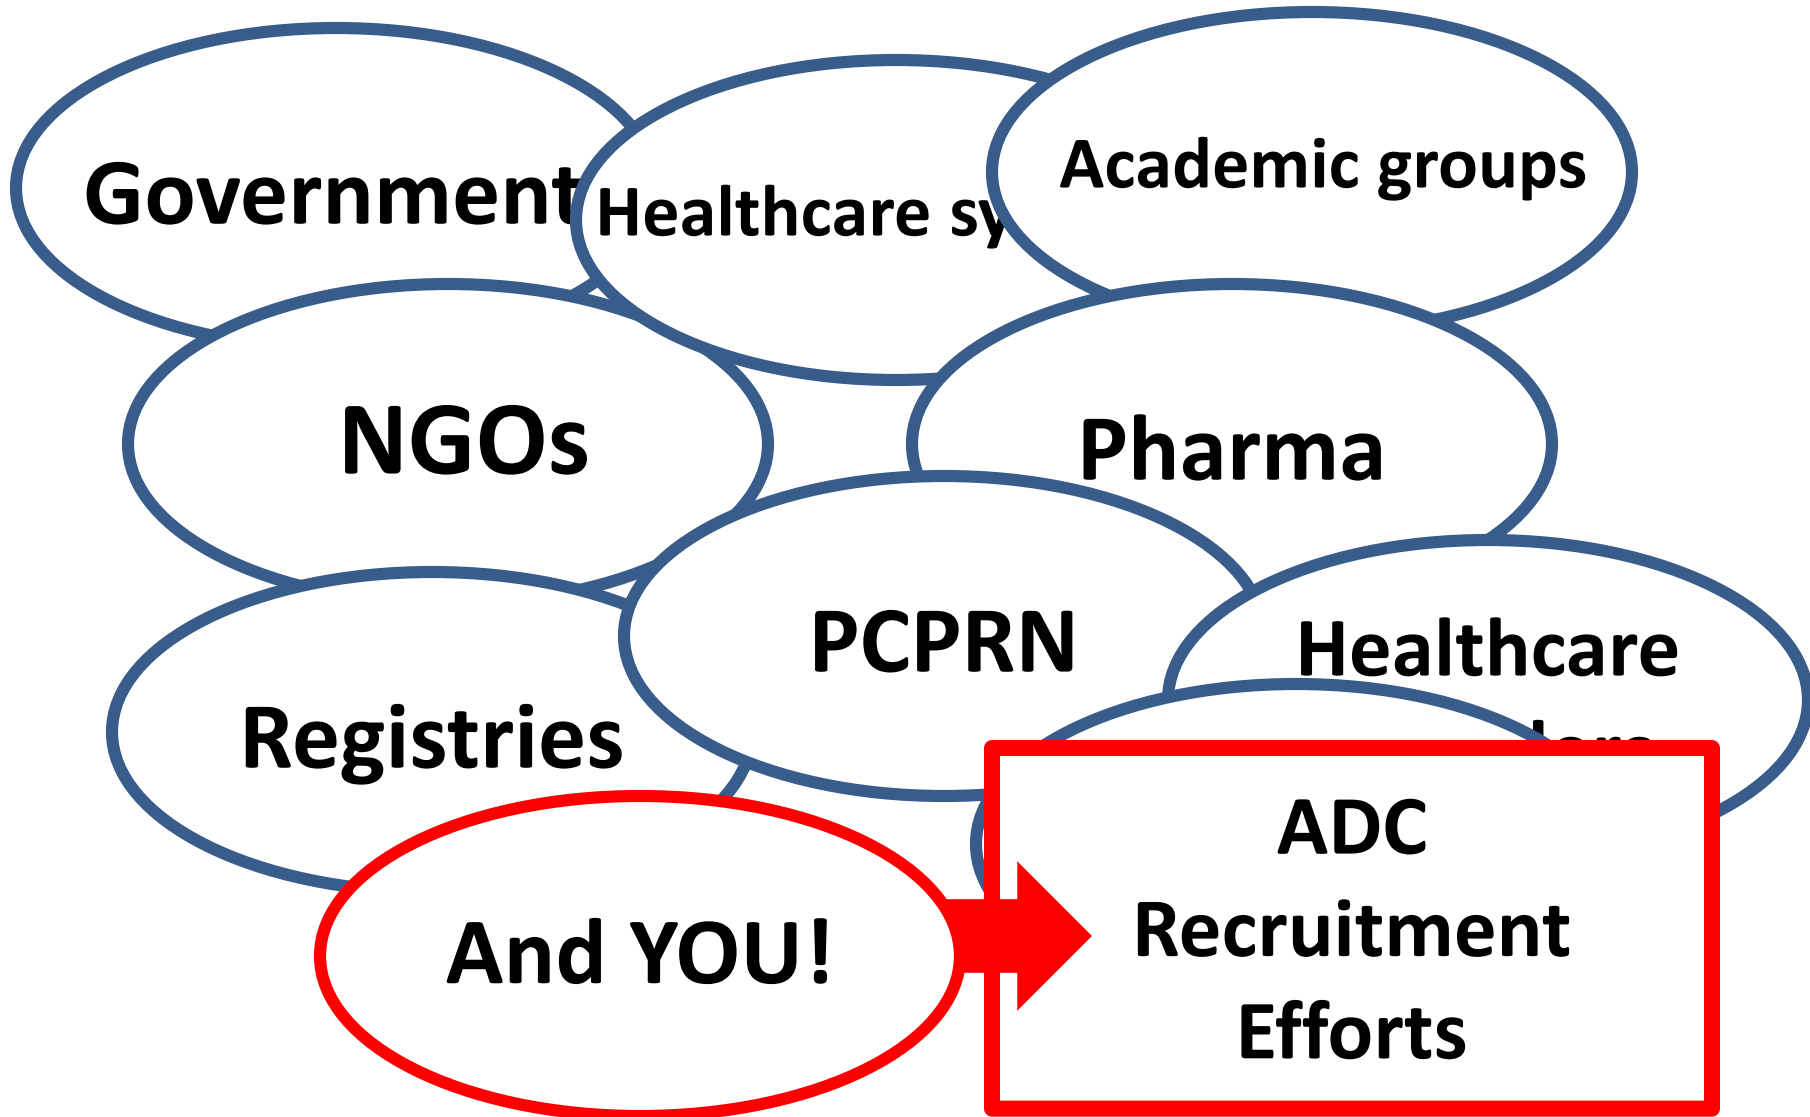 Government
Healthcare sy
Academic groups
NGOs
Pharma
PCPRN
Healthcare
Registries
ADC
Recruitment
Efforts
And YOU!